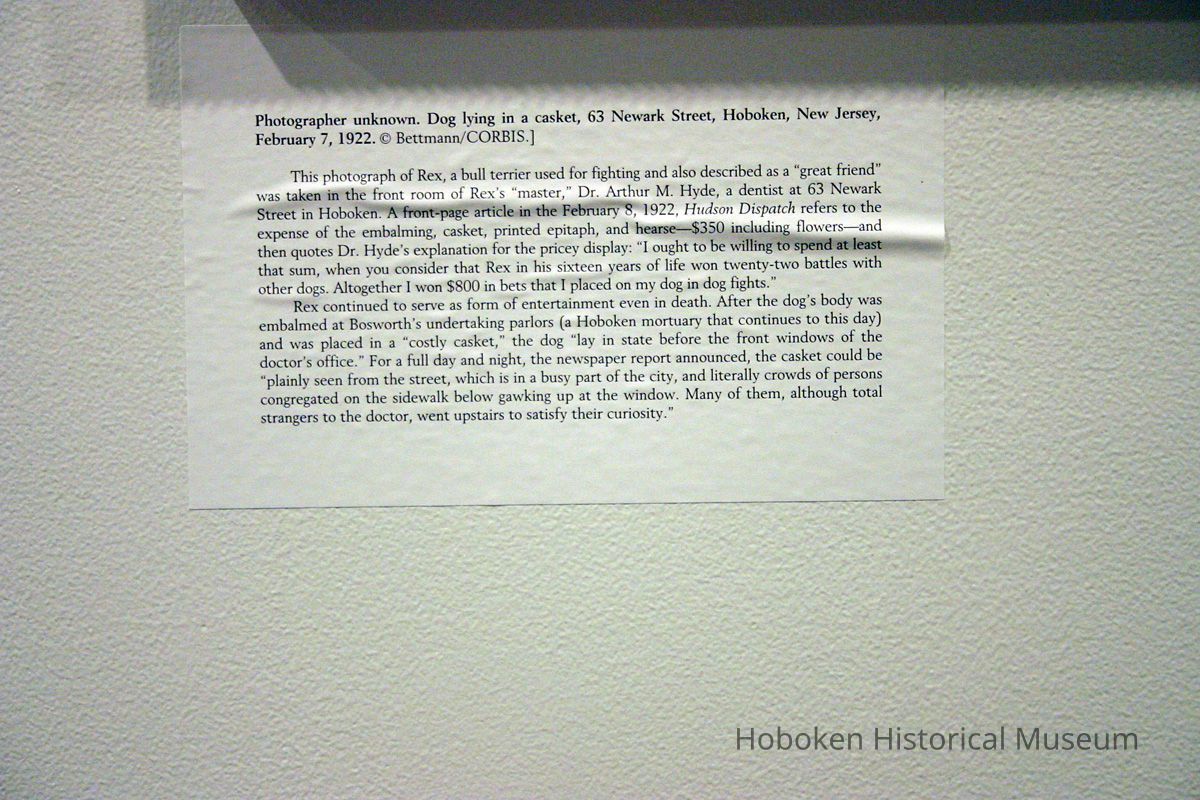 Photographer unknown. Dog lying in a casket, 63 Newark Street, Hoboken, New Jersey,
February 7, 1922. © Bettmann/CORBIS.]
This photograph of Rex, a bull terrier used for fighting and also described as a “great friend”
was taken in the front room of Rex’s “master,” Dr. Arthur M. Hyde, a dentist at 63 Newark
Street in Hoboken. A front-page article in the February 8, 1922, Hudson Dispatch refers to the
expense of the embalming, casket, printed epitaph, and hearse—$350 including flowers—and
then quotes Dr. Hyde’s explanation for the pricey display: “I ought to be willing to spend at least
that sum, when you consider that Rex in his sixteen years of life won twenty-two battles with
other dogs. Altogether I won $800 in bets that I placed on my dog in dog fights.”
Rex continued to serve as form of entertainment even in death. After the dog’s body was
embalmed at Bosworth’s undertaking parlors (a Hoboken mortuary that continues to this day)
and was placed in a “costly casket,” the dog “lay in state before the front windows of the
doctor’s office.” For a full day and night, the newspaper report announced, the casket could be
“plainly seen from the street, which is in a busy part of the city, and literally crowds of persons
congregated on the sidewalk below gawking up at the window. Many of them, although total
strangers to the doctor, went upstairs to satisfy their curiosity.”
Hoboken Historical Museum